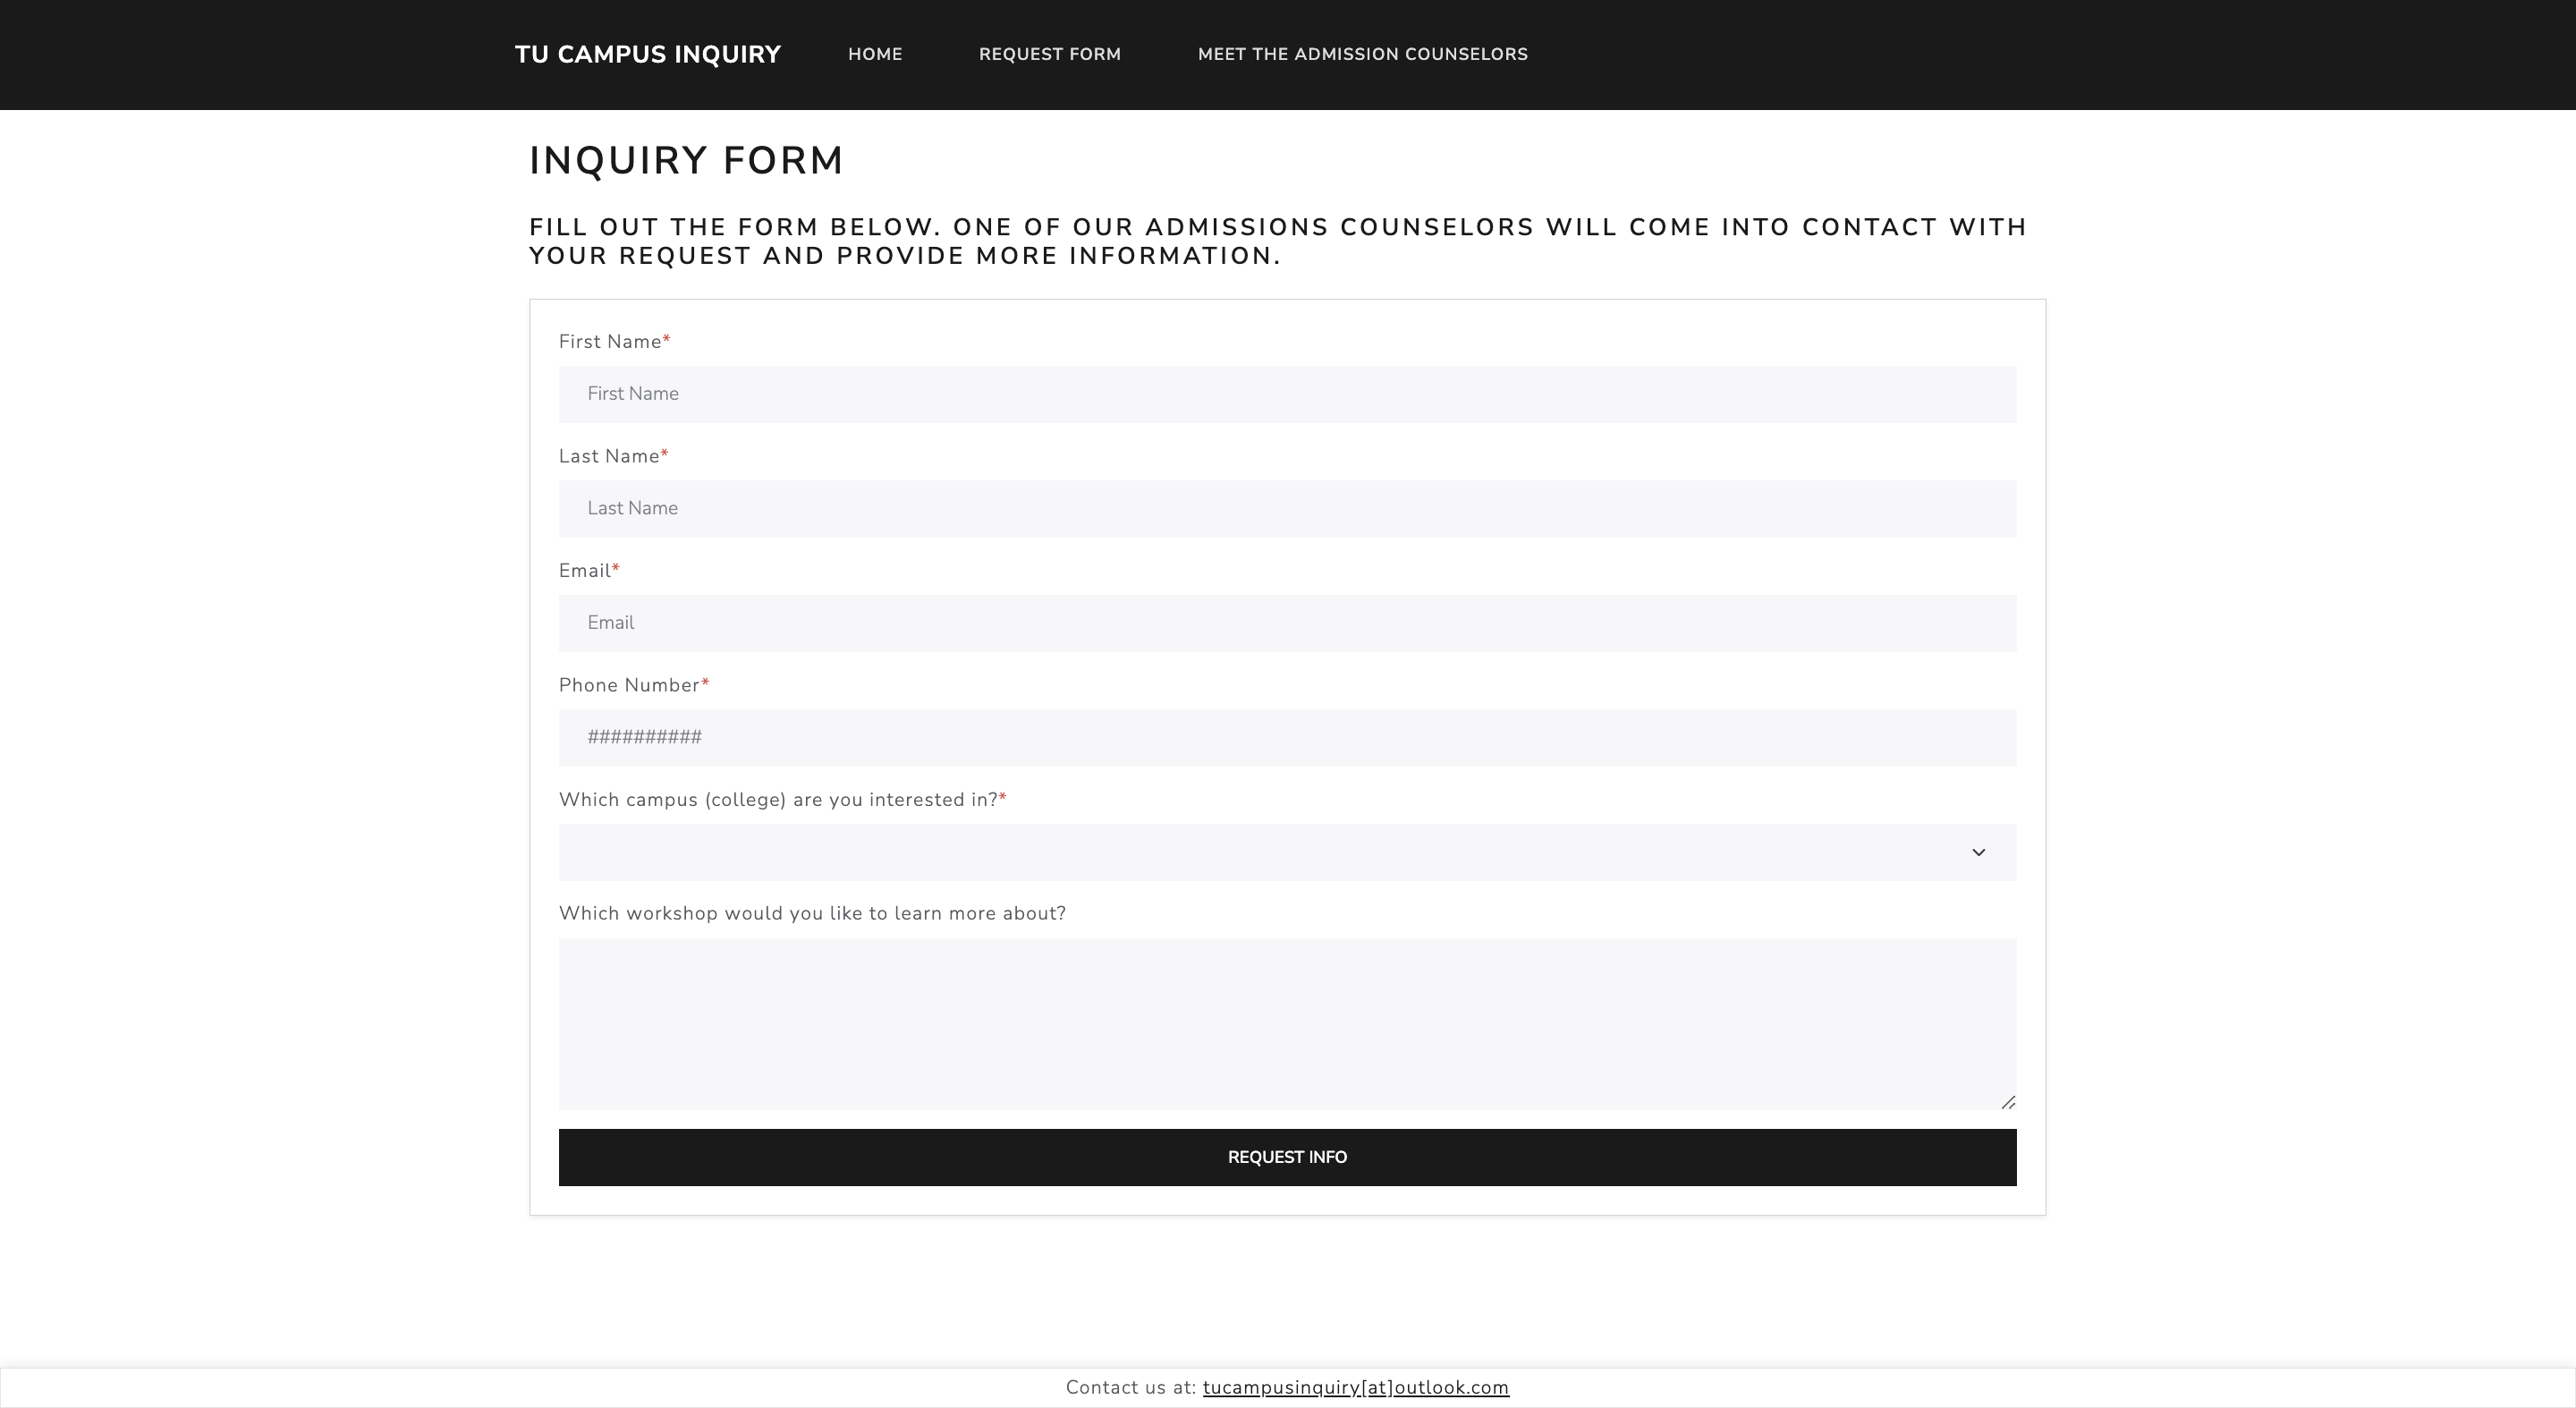 TU CAMPUS INQUIRY HOME REQUEST FORM MEET THE ADMISSION COUNSELORS
INQUIRY FORM
FILL OUT THE FORM BELOW. ONE OF OUR ADMISSIONS COUNSELORS WILL COME INTO CONTACT WITH
YOUR REQUEST AND PROVIDE MORE INFORMATION.
First Name*
First Name
Last Name*
Last Name
Email*
Email
Phone Number*
##########
Which campus (college) are you interested in?*
Which workshop would you like to learn more about?
REQUEST INFO
Contact us at: tucampusinquiry[at]outlook.com